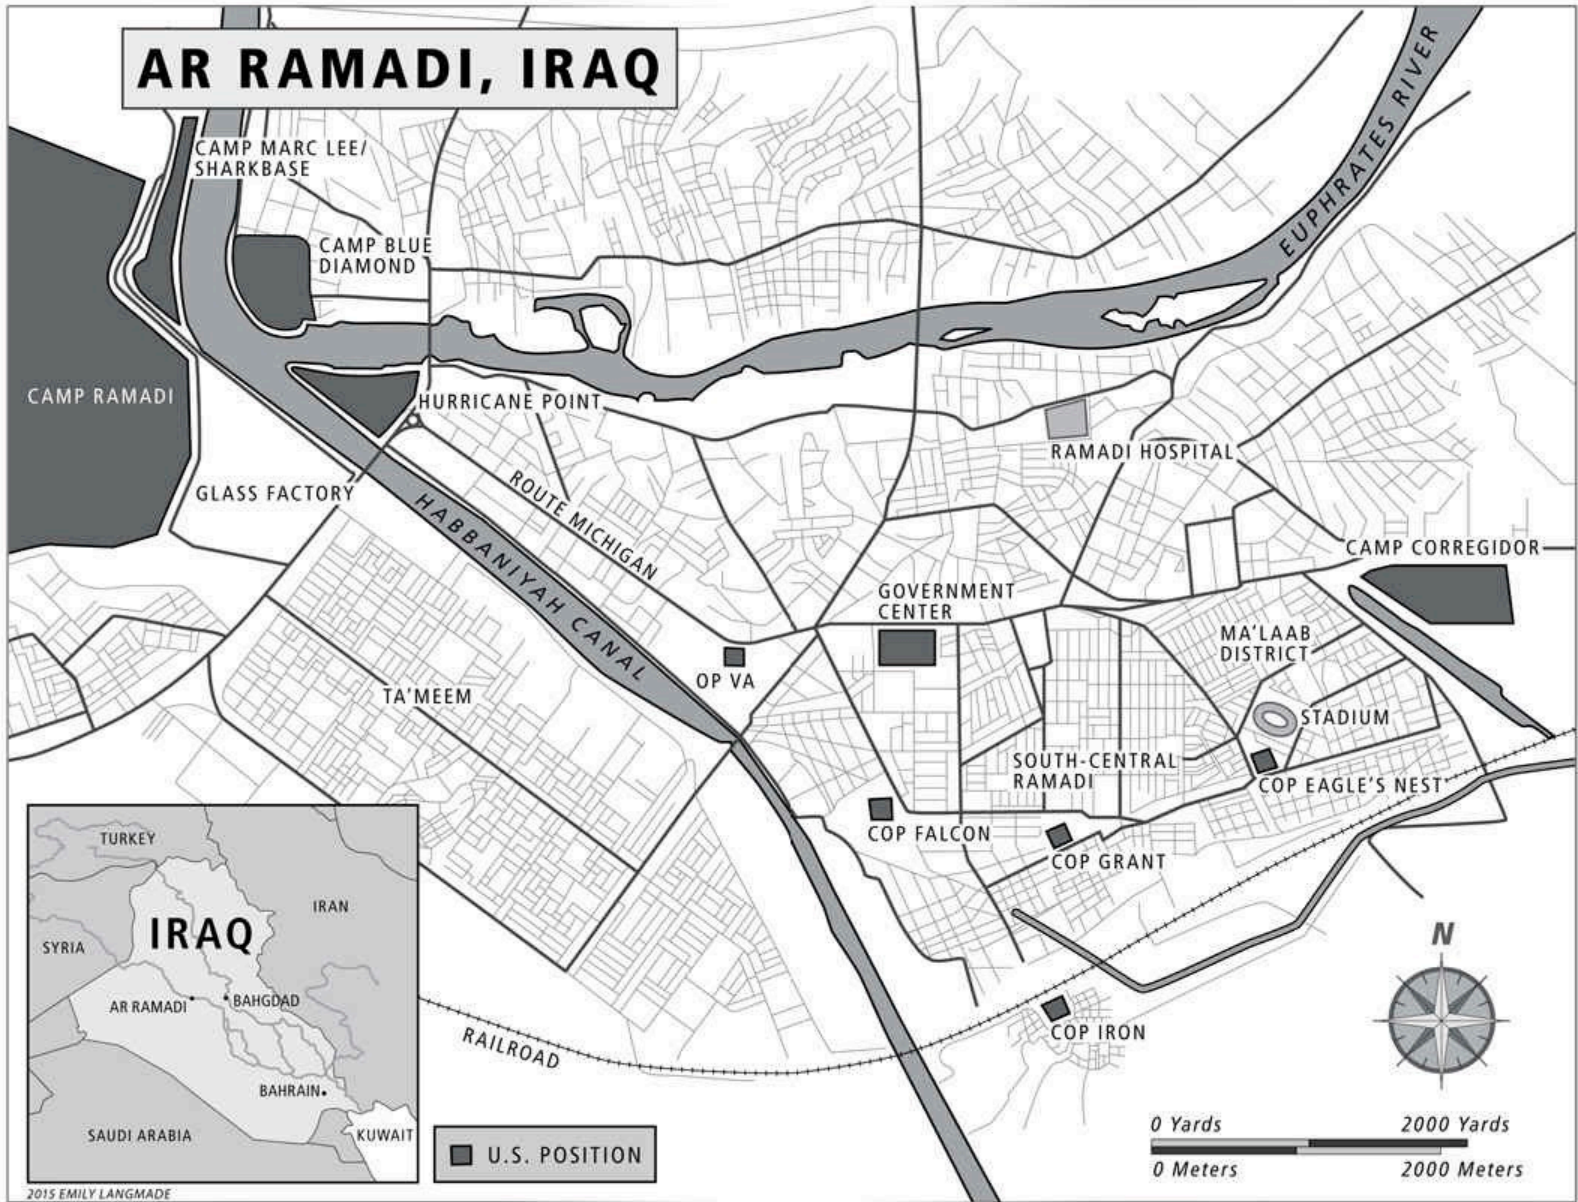 AR RAMADI, IRAQ
CAMP MARC LEE/
SHARKBASE
EUPHRATES RIVER
CAMP BLUE
DIAMOND
CAMP RAMADI
HURRICANE POINT
RAMADI HOSPITAL
GLASS FACTORY
ROUTE MICHIGAN
HABBANIYAH CANAL
CAMP CORREGIDOR
GOVERNMENT
CENTER
MA'LAAB
DISTRICT
OP VA
TA'MEEM
STADIUM
SOUTH-CENTRAL
RAMADI
COP EAGLE'S NEST
COP FALCON
COP GRANT
TURKEY
IRAN
IRAQ
SYRIA
AR RAMADI
BAHGDAD
BAHRAIN
SAUDI ARABIA
KUWAIT
RAILROAD
COP IRON
N
U.S. POSITION
0 Yards 2000 Yards
0 Meters 2000 Meters
2015 EMILY LANGMADE